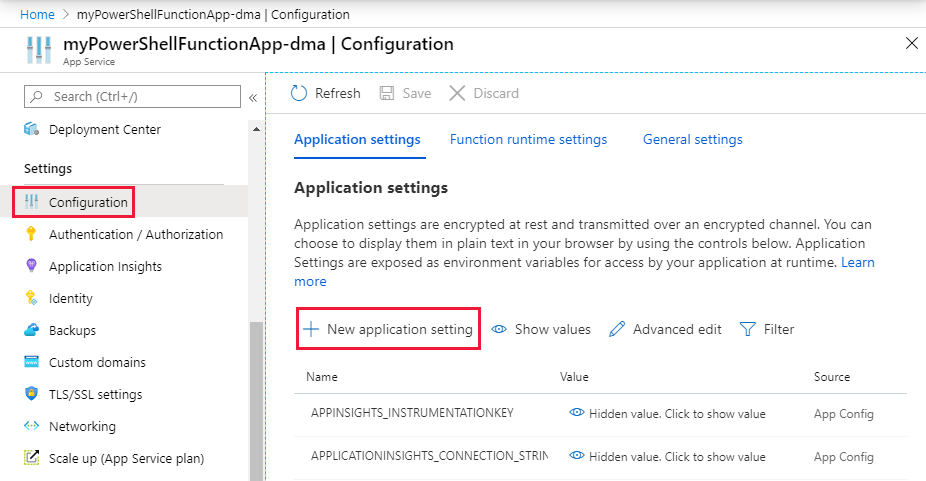 Home > myPowerShellFunctionApp-dma | Configuration
myPowerShellFunctionApp-dma | Configuration
App Service
Search (Ctrl+/)
«
Deployment Center
Settings
Configuration
Authentication / Authorization
Application Insights
Identity
Backups
Custom domains
TLS/SSL settings
Networking
Scale up (App Service plan)
Refresh Save Discard
Application settings Function runtime settings General settings
Application settings
Application settings are encrypted at rest and transmitted over an encrypted channel. You can
choose to display them in plain text in your browser by using the controls below. Application
Settings are exposed as environment variables for access by your application at runtime. Learn
more
New application setting Show values Advanced edit Filter
Name Value Source
APPINSIGHTS_INSTRUMENTATIONKEY Hidden value. Click to show value App Config
APPLICATIONINSIGHTS_CONNECTION_STRIN Hidden value. Click to show value App Config